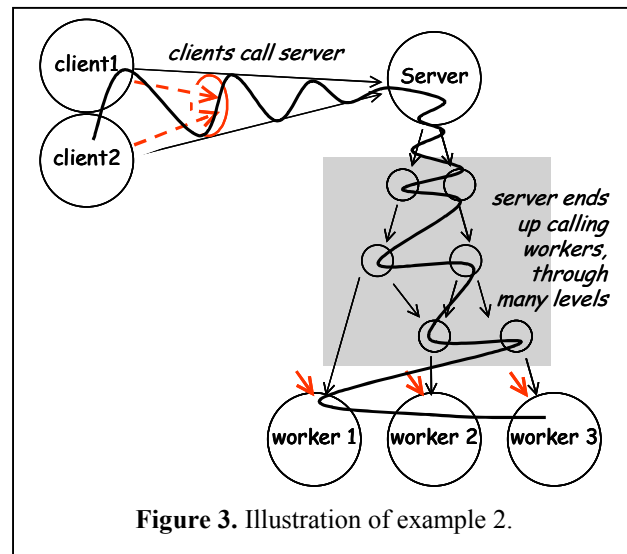 clients call server
client1
Server
client2
server ends
up calling
workers,
through
many levels
worker 1
worker 2
worker 3
Figure 3. Illustration of example 2.